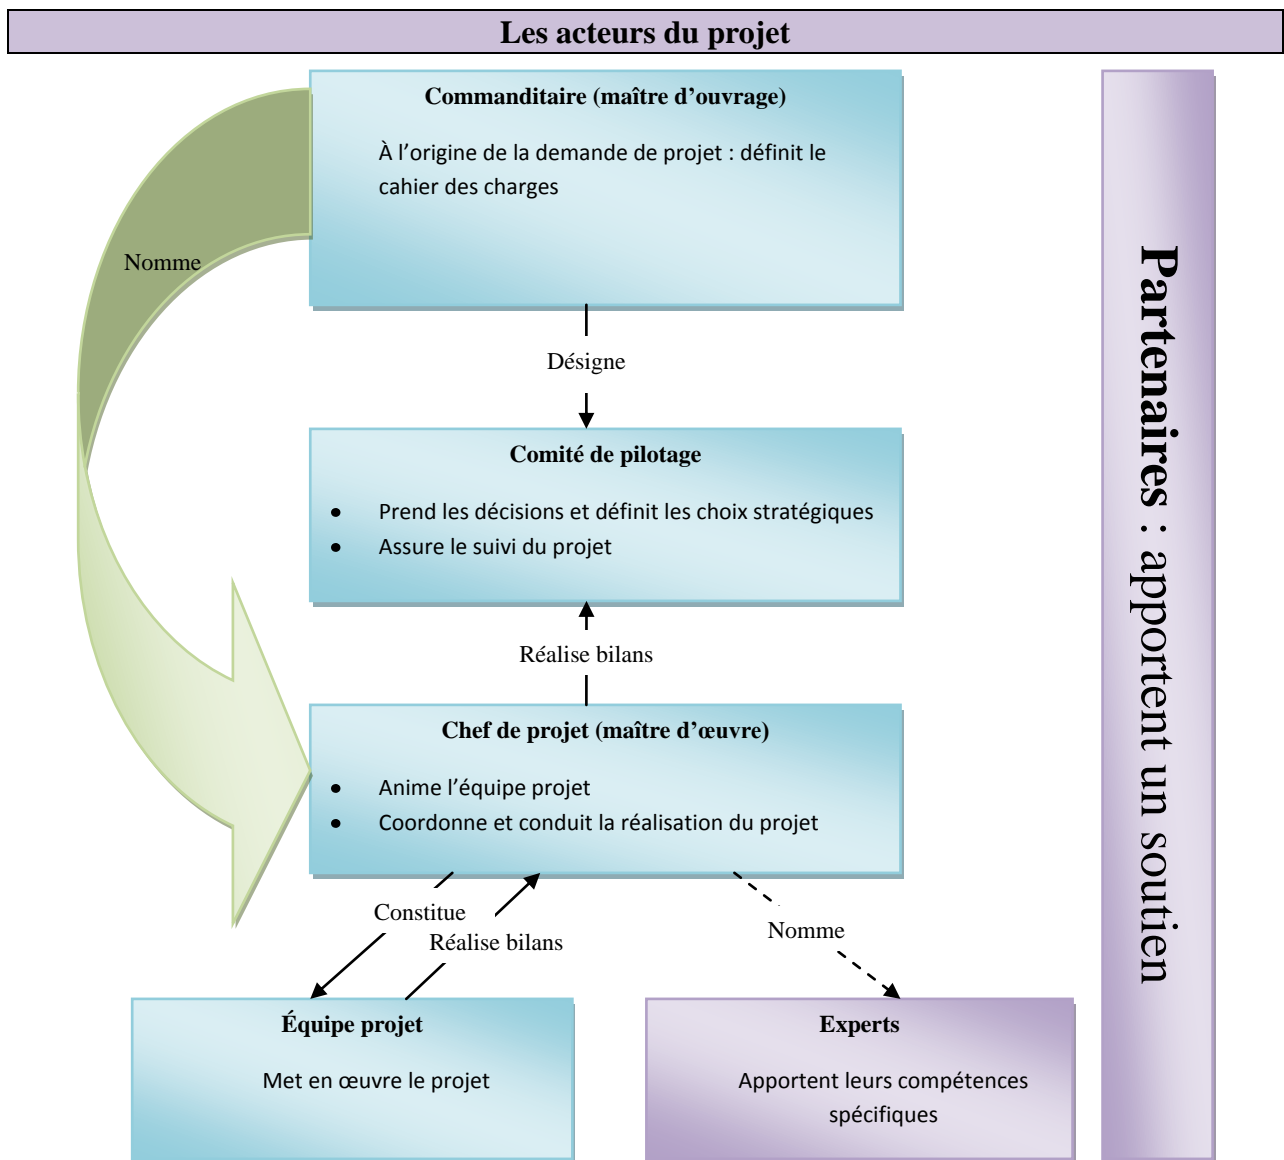 Les acteurs du projet
Commanditaire (maître d’ouvrage)
À l’origine de la demande de projet : définit le
cahier des charges
Nomme
Désigne
Comité de pilotage
• Prend les décisions et définit les choix stratégiques
• Assure le suivi du projet
Réalise bilans
Chef de projet (maître d’œuvre)
• Anime l’équipe projet
• Coordonne et conduit la réalisation du projet
Constitue
Réalise bilans
Nomme
Équipe projet
Met en œuvre le projet
Experts
Apportent leurs compétences
spécifiques
Partenaires : apportent un soutien